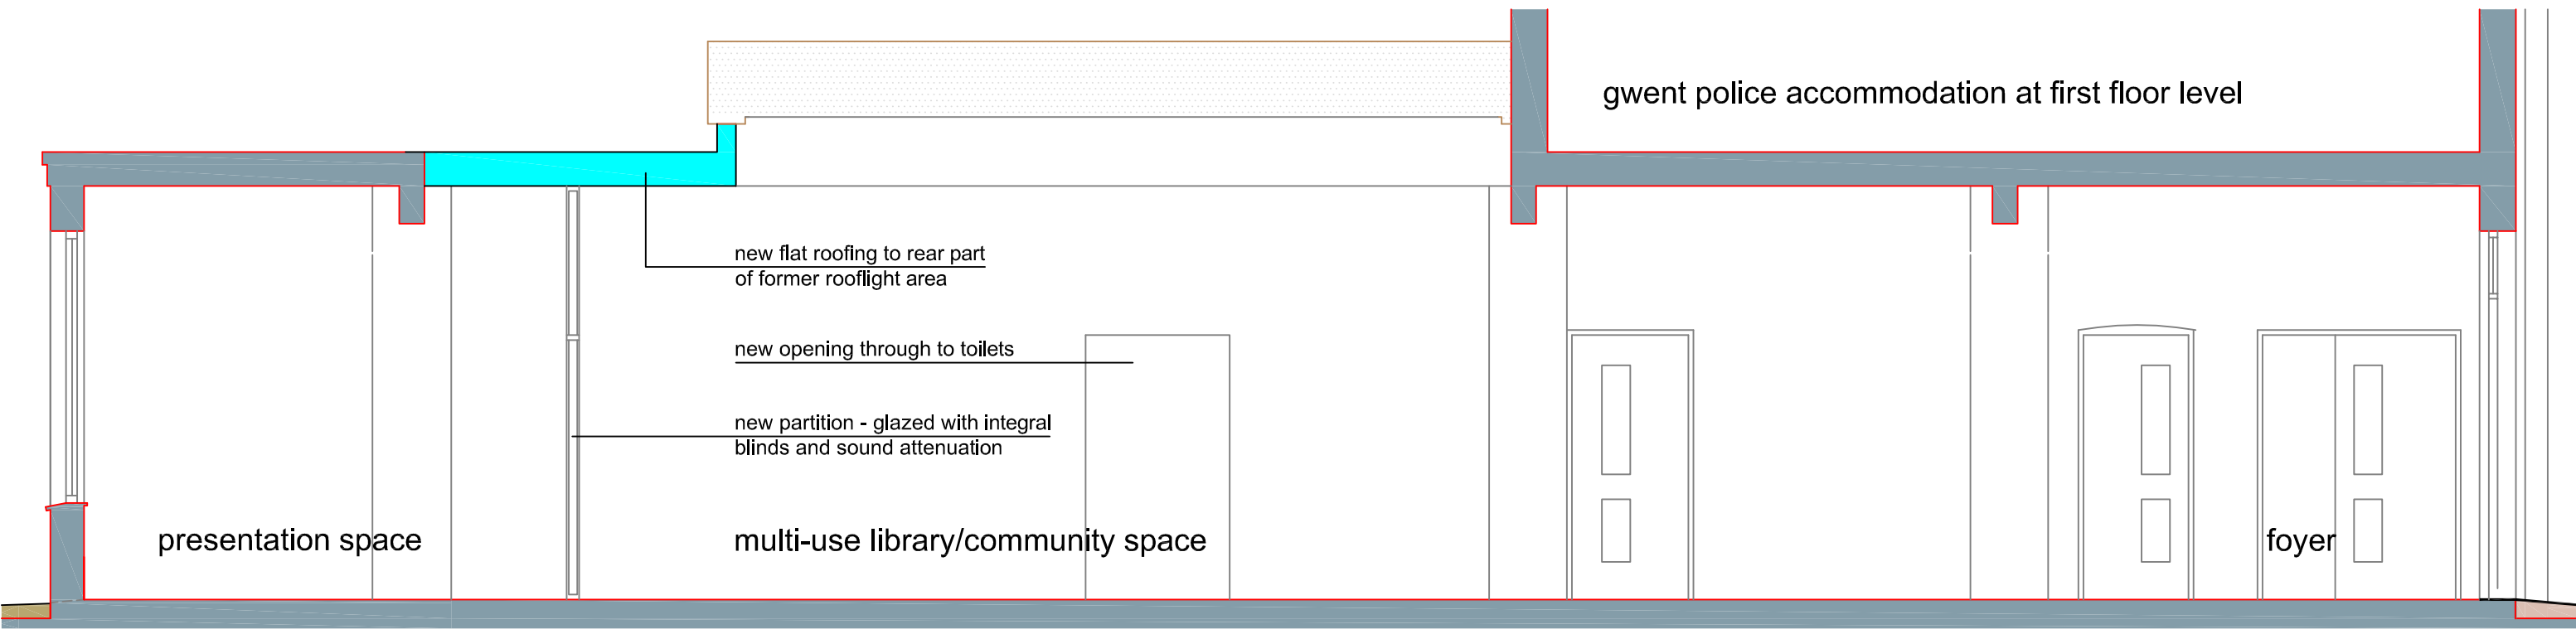 gwent police accommodation at first floor level
new flat roofing to rear part
of former rooflight area
new opening through to toilets
new partition - glazed with integral
blinds and sound attenuation
presentation space
multi-use library/community space
foyer